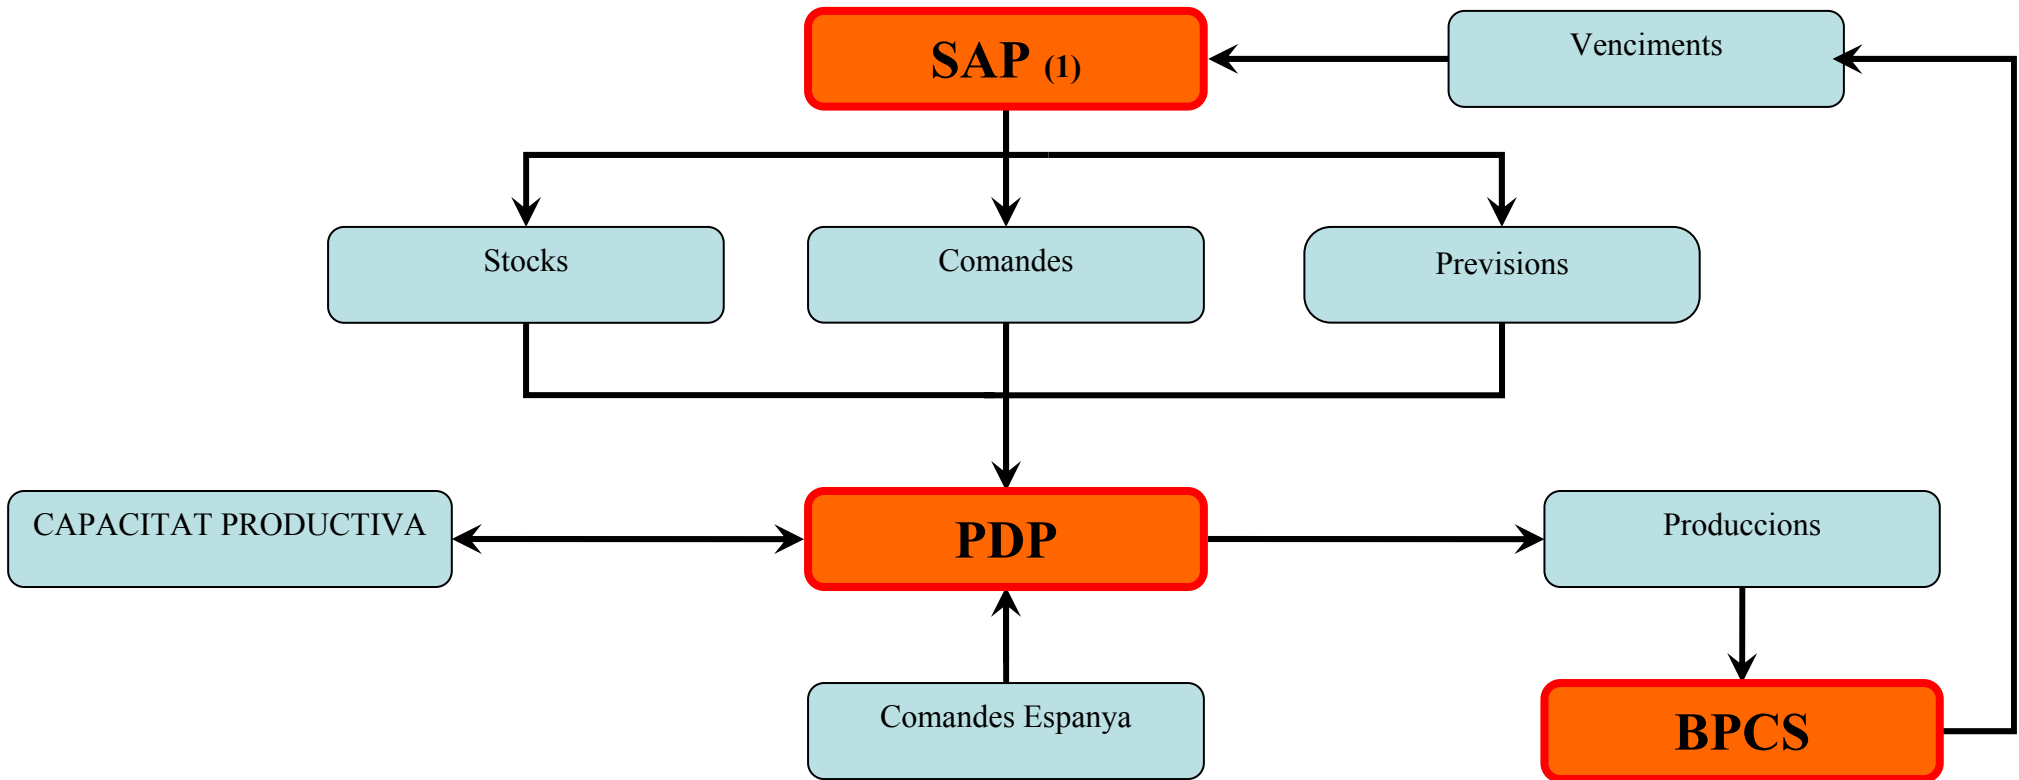 SAP (1)
Venciments
Stocks
Comandes
Previsions
CAPACITAT PRODUCTIVA
PDP
Produccions
Comandes Espanya
BPCS